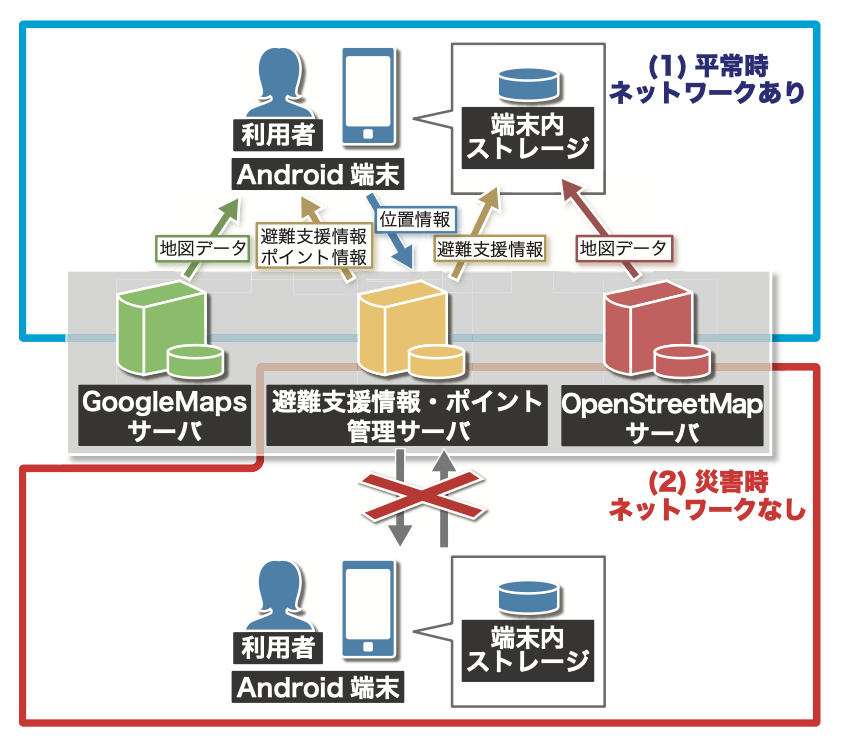 (1) 平常時
ネットワークあり
利用者
Android 端末
端末内
ストレージ
地図データ
避難支援情報
ポイント情報
位置情報
避難支援情報
地図データ
GoogleMaps
サーバ
避難支援情報・ポイント
管理サーバ
OpenStreetMap
サーバ
(2) 災害時
ネットワークなし
利用者
Android 端末
端末内
ストレージ